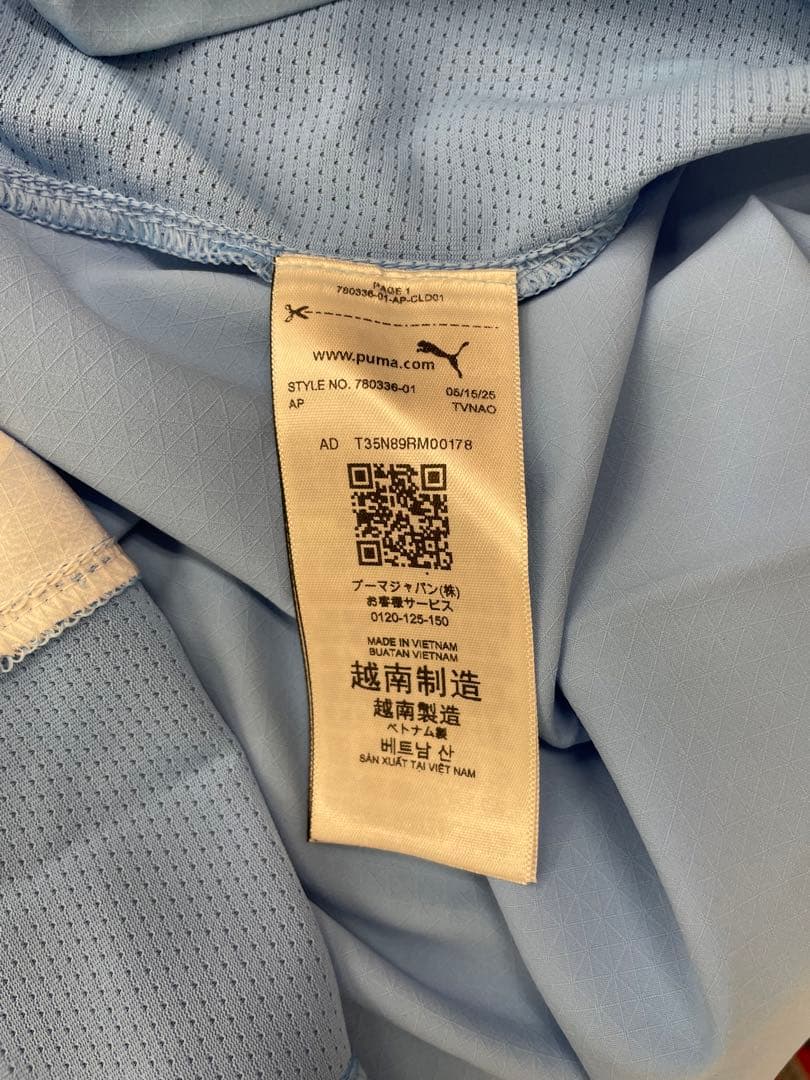 PAGE 1
780336-01-AP-CLD01
www.puma.com
STYLE NO. 780336-01 05/15/25
AP TVNAO
AD T35N89RM00178
プーマジャパン(株)
お客様サービス
0120-125-150
MADE IN VIETNAM
BUATAN VIETNAM
越南制造
越南製造
ベトナム製
베트남 산
SẢN XUẤT TẠI VIỆT NAM